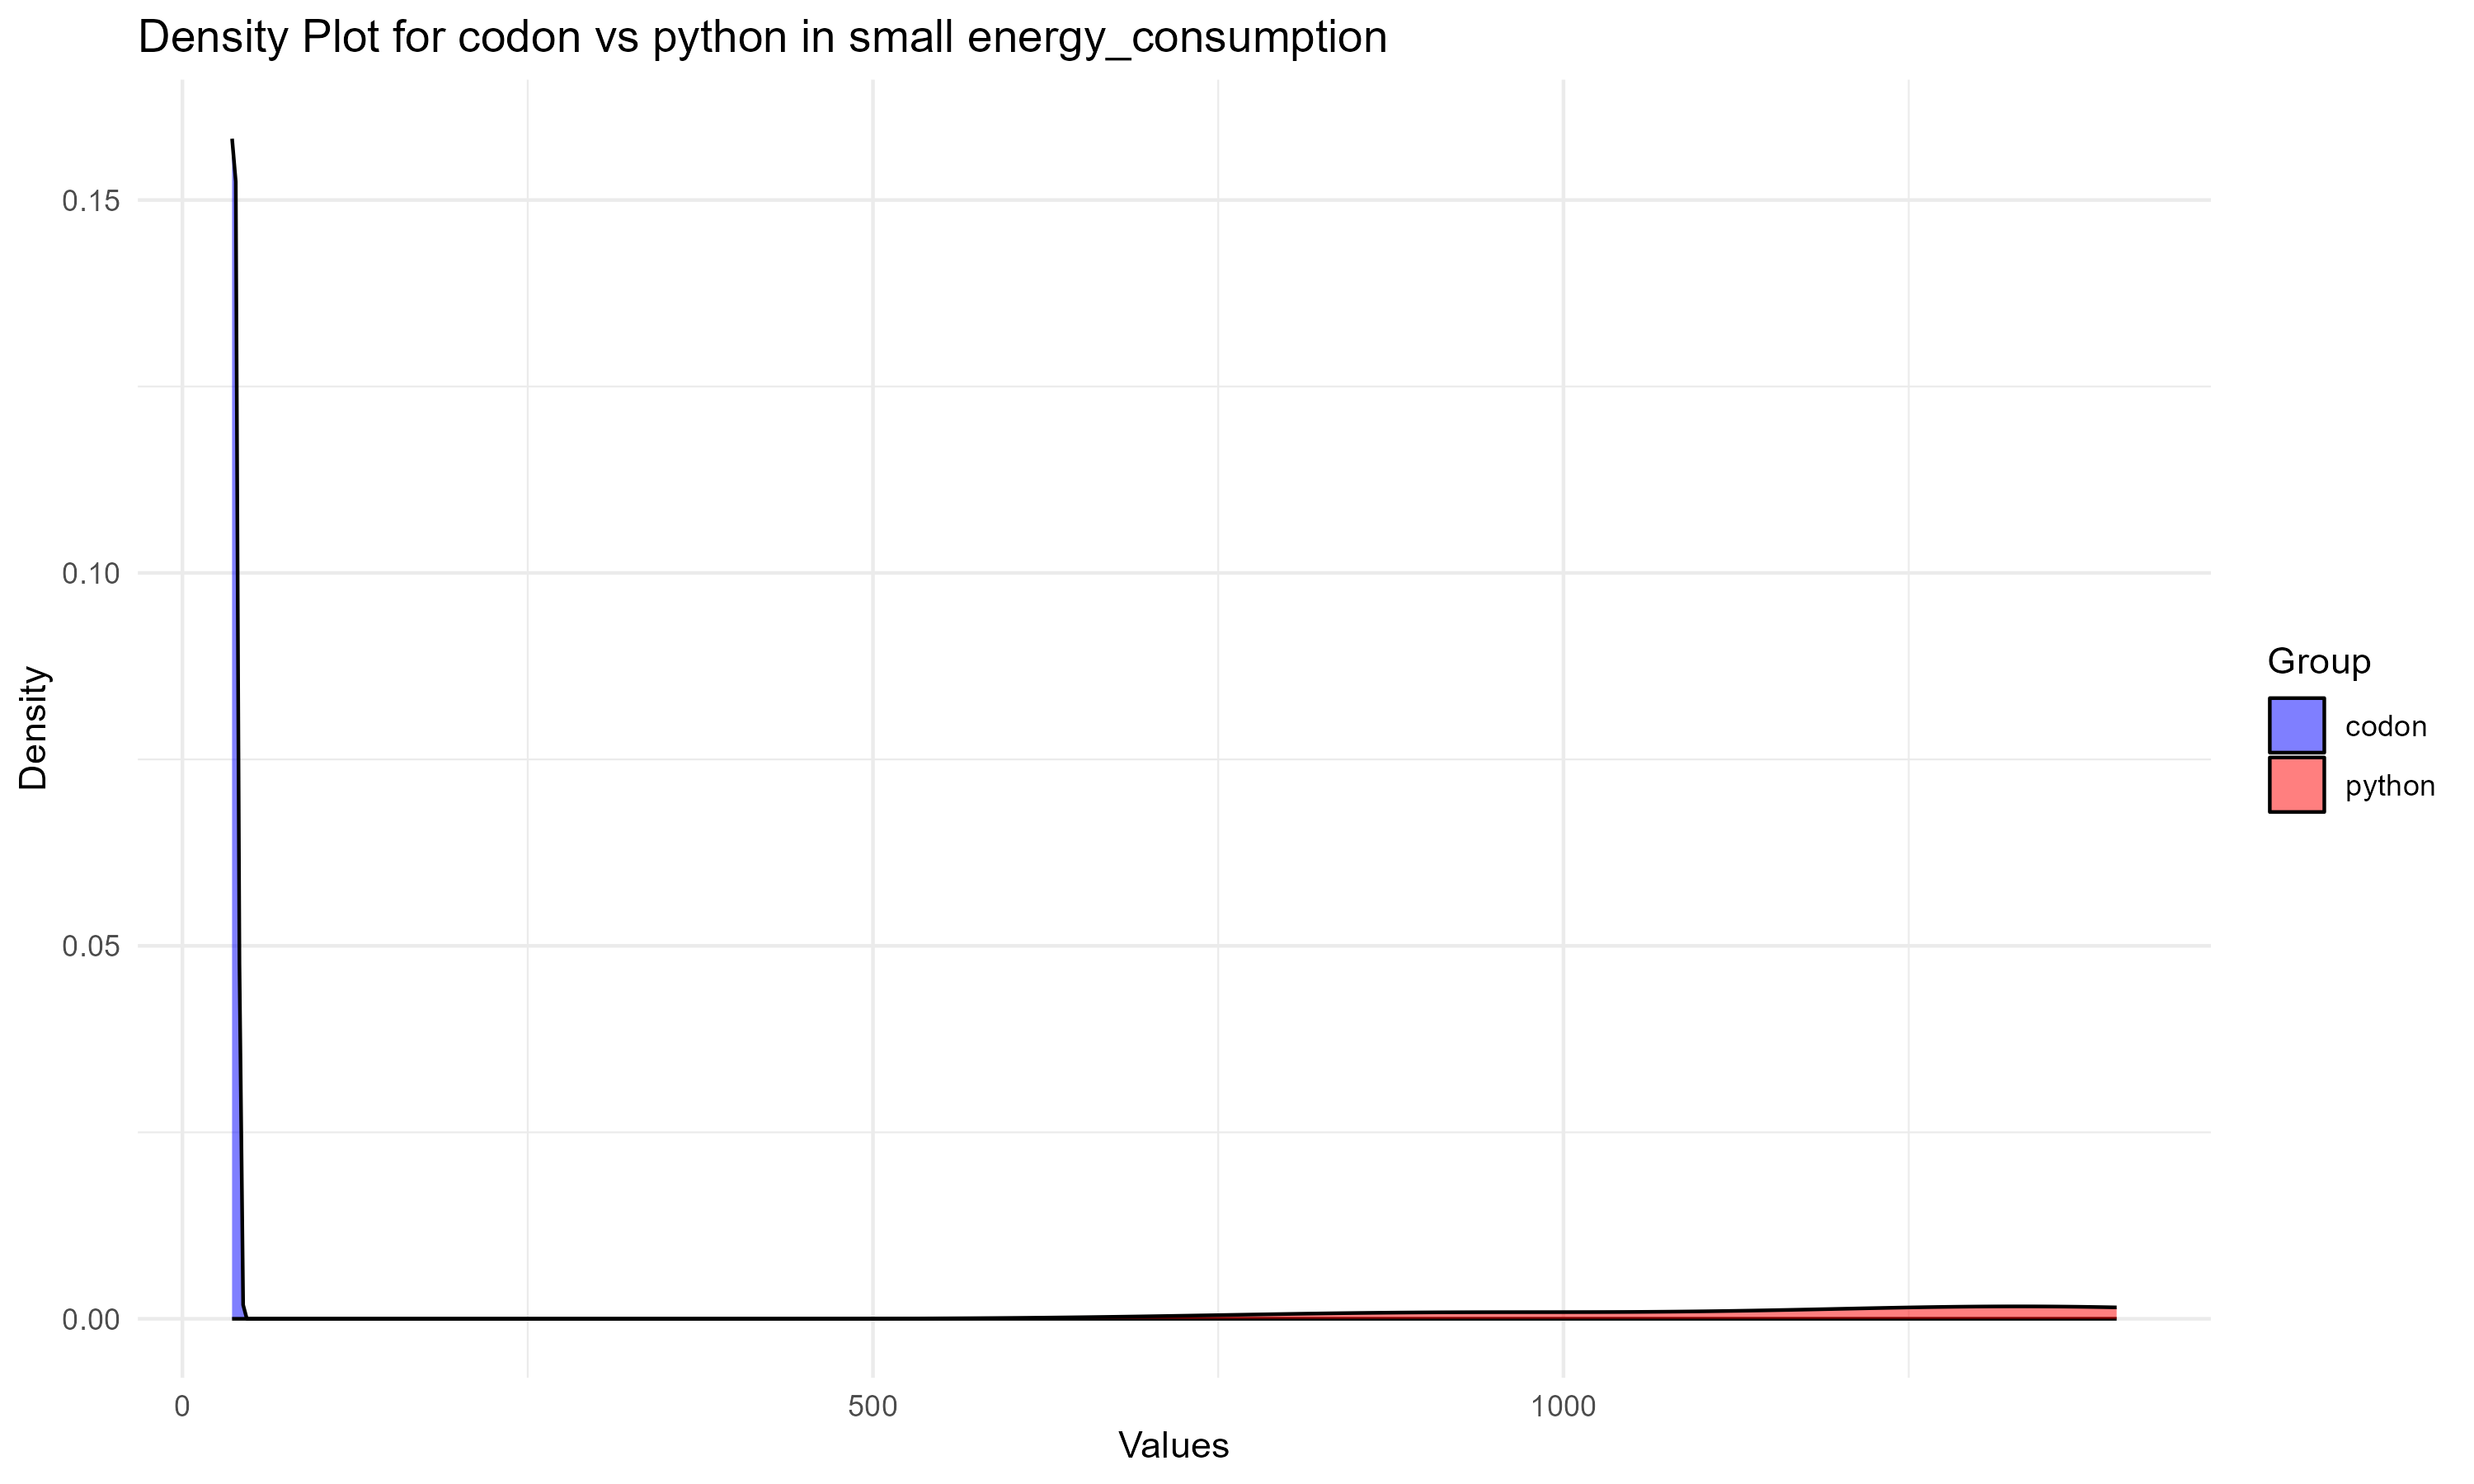 Density Plot for codon vs python in small energy_consumption
0.15
0.10
0.05
0.00
Density
0
500
1000
Values
Group
codon
python